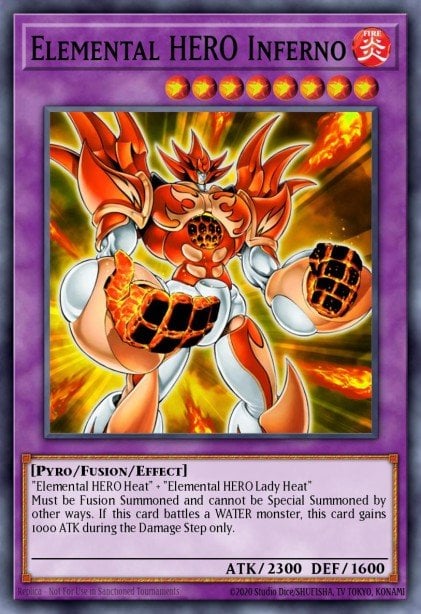 Elemental HERO Inferno
FIRE
炎
[Pyro/Fusion/Effect]
"Elemental HERO Heat" + "Elemental HERO Lady Heat"
Must be Fusion Summoned and cannot be Special Summoned by
other ways. If this card battles a WATER monster, this card gains
1000 ATK during the Damage Step only.
ATK/2300 DEF/1600
Replica - Not For Use in Sanctioned Tournaments
©2020 Studio Dice/SHUEISHA, TV TOKYO, KONAMI